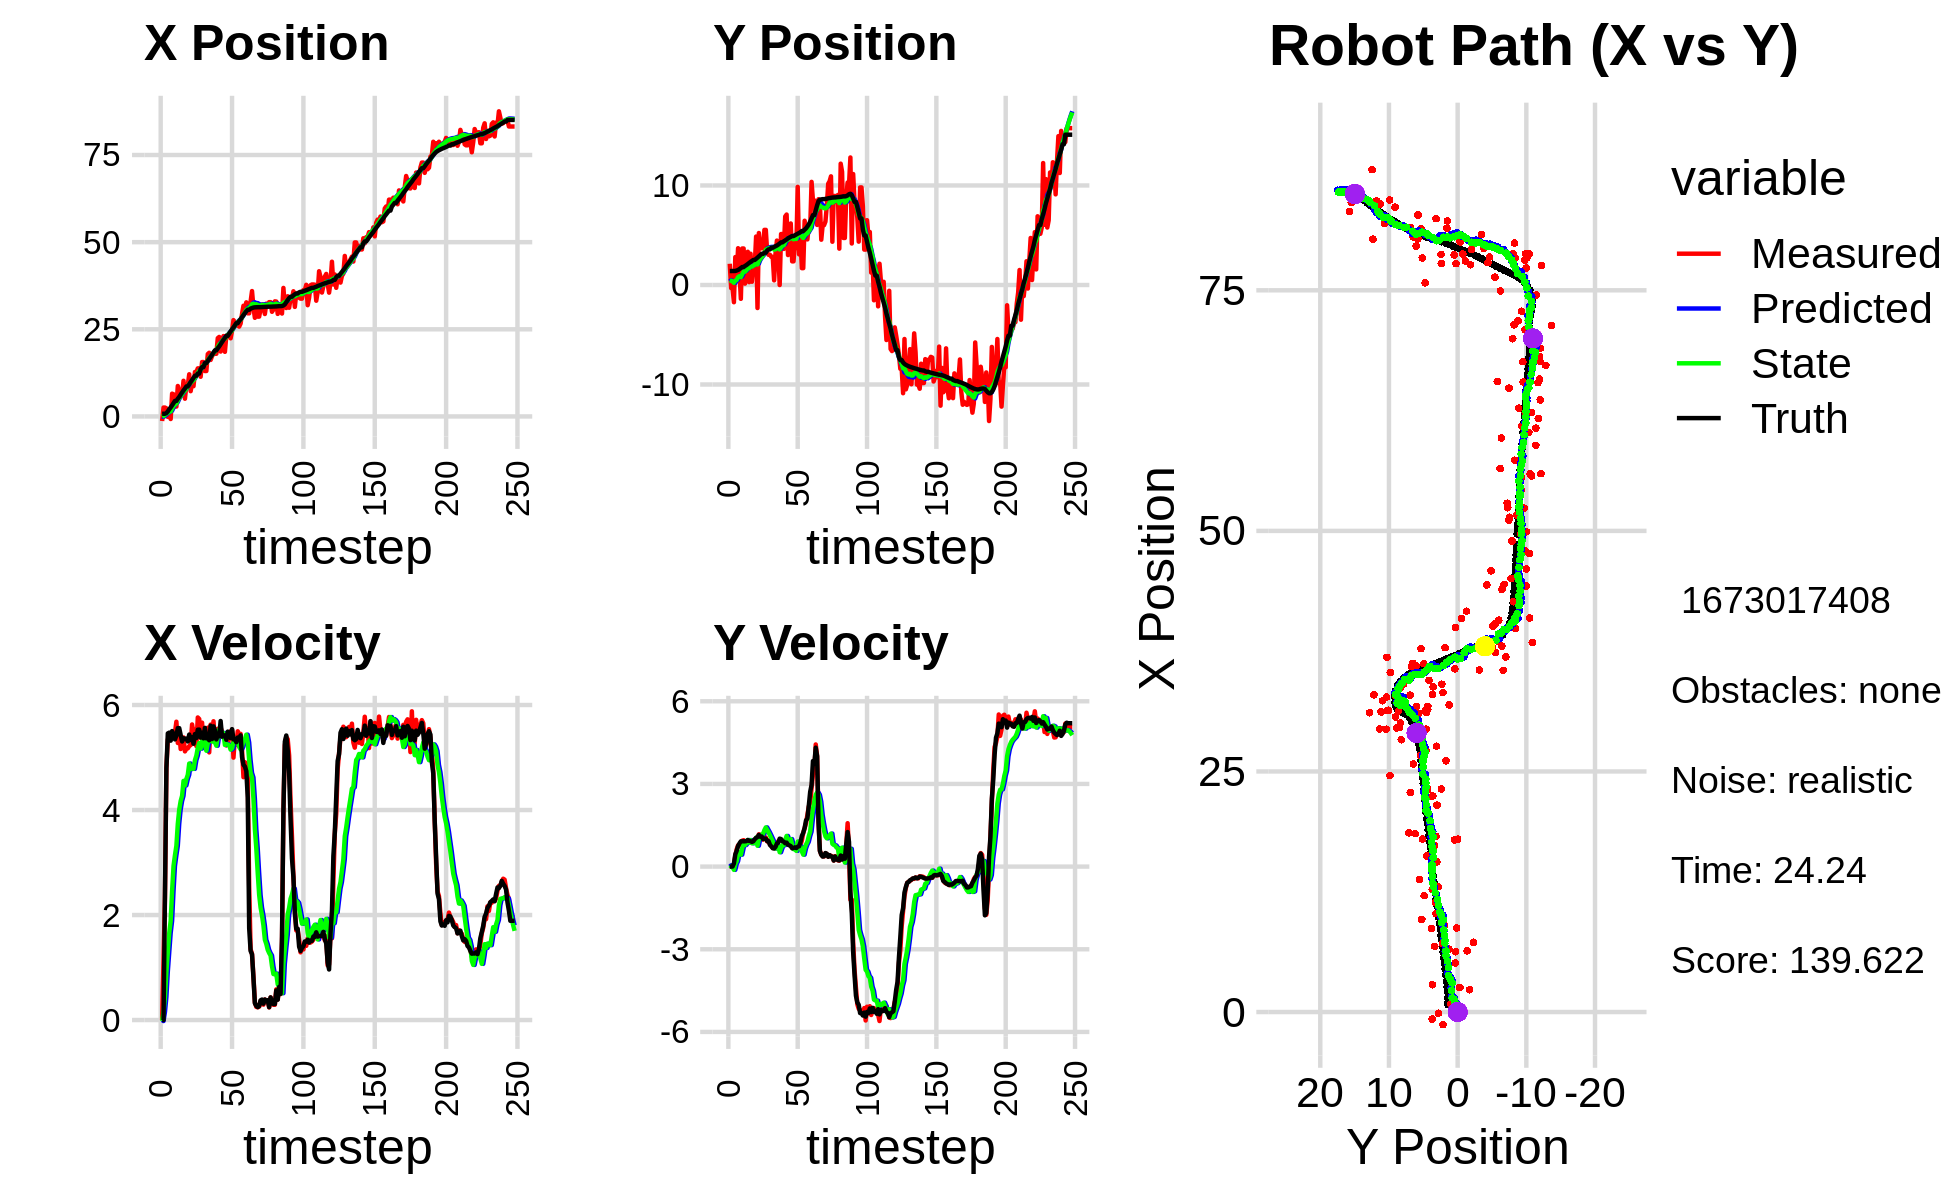 X Position
75
50
25
0
0
50
100
150
200
250
timestep
Y Position
10
0
-10
0
50
100
150
200
250
timestep
X Velocity
6
4
2
0
0
50
100
150
200
250
timestep
Y Velocity
6
3
0
-3
-6
0
50
100
150
200
250
timestep
Robot Path (X vs Y)
X Position
75
50
25
0
20 10 0 -10 -20
Y Position
variable
Measured
Predicted
State
Truth
1673017408
Obstacles: none
Noise: realistic
Time: 24.24
Score: 139.622